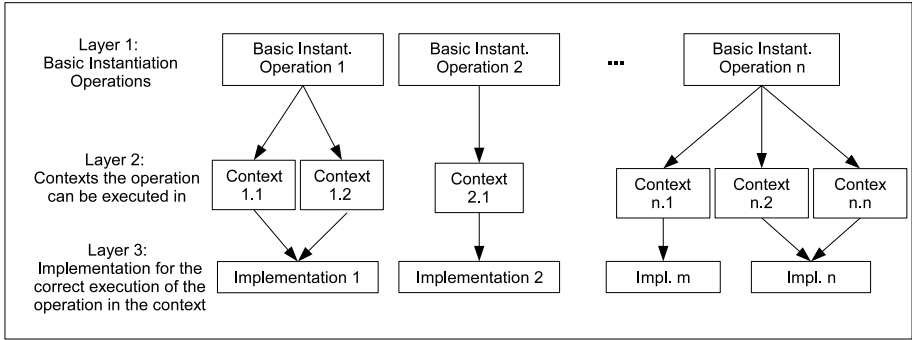 Layer 1:
Basic Instantiation
Operations
Basic Instant.
Operation 1
Basic Instant.
Operation 2
...
Basic Instant.
Operation n
Layer 2:
Contexts the operation
can be executed in
Context
1.1
Context
1.2
Context
2.1
Context
n.1
Context
n.2
Contex
n.n
Layer 3:
Implementation for the
correct execution of the
operation in the context
Implementation 1
Implementation 2
Impl. m
Impl. n